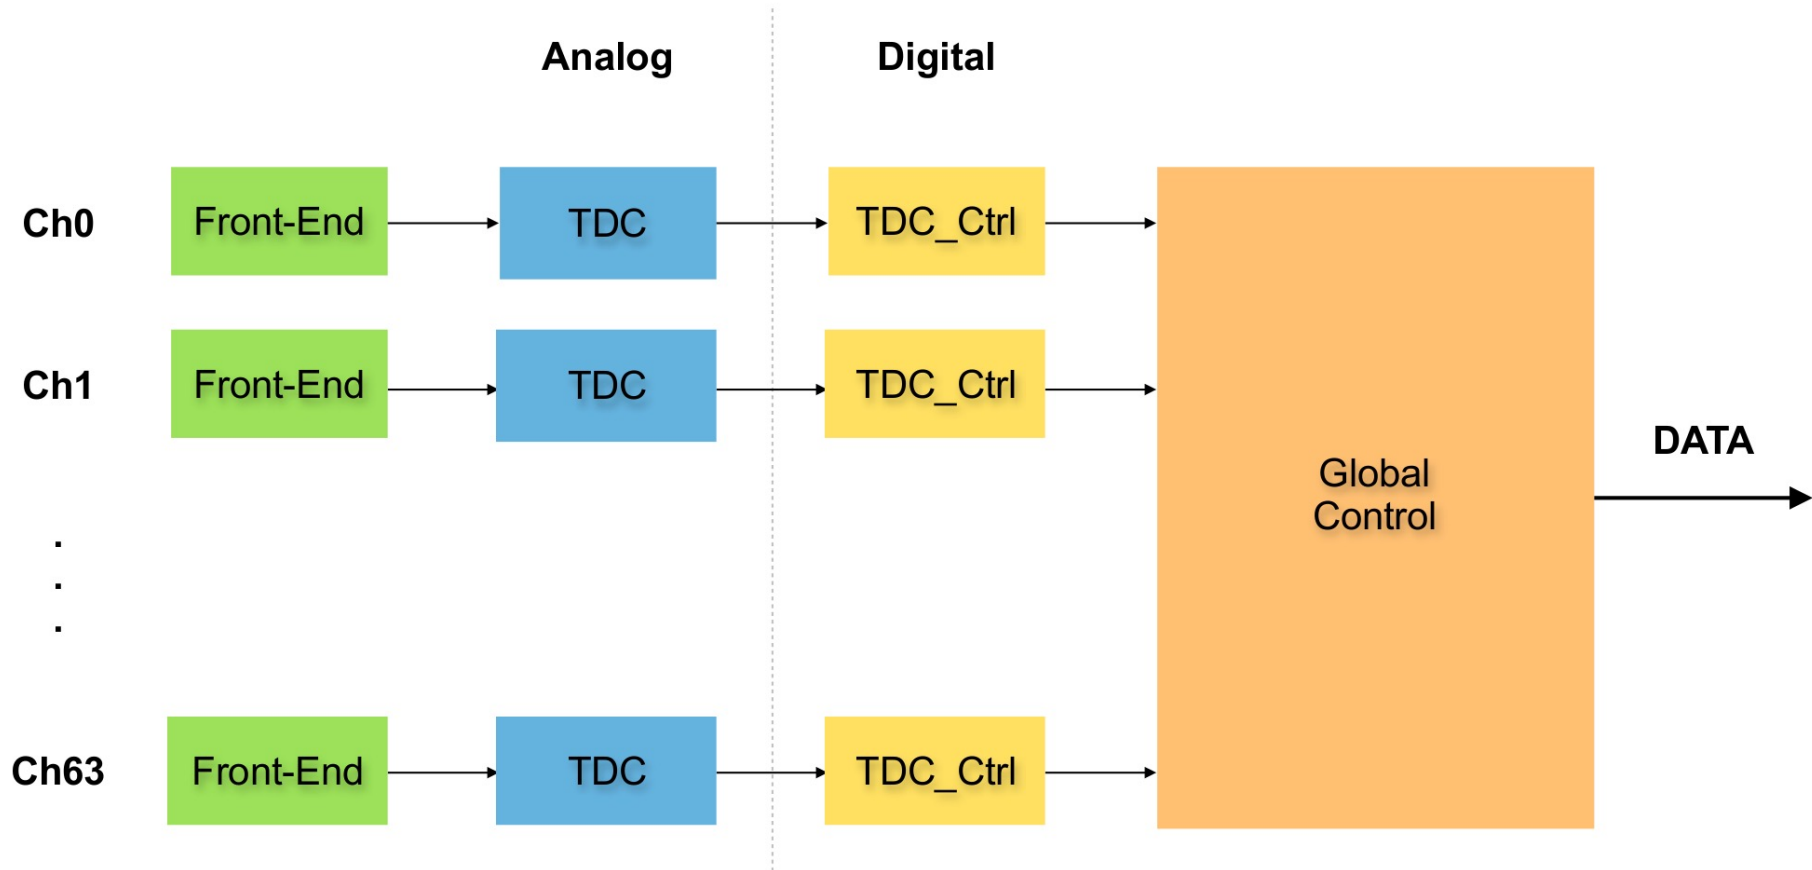 Analog
Digital
Ch0
Front-End
TDC
TDC_Ctrl
Ch1
Front-End
TDC
TDC_Ctrl
Global
Control
DATA
.
.
.
Ch63
Front-End
TDC
TDC_Ctrl